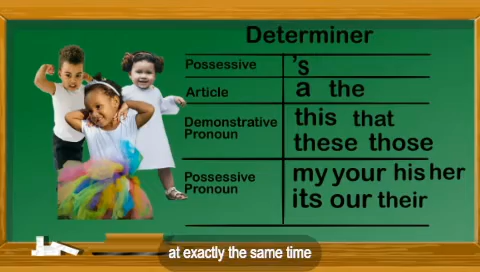 Determiner
Possessive 's
Article a the
Demonstrative Pronoun this that
these those
Possessive Pronoun my your his her
its our their
at exactly the same time